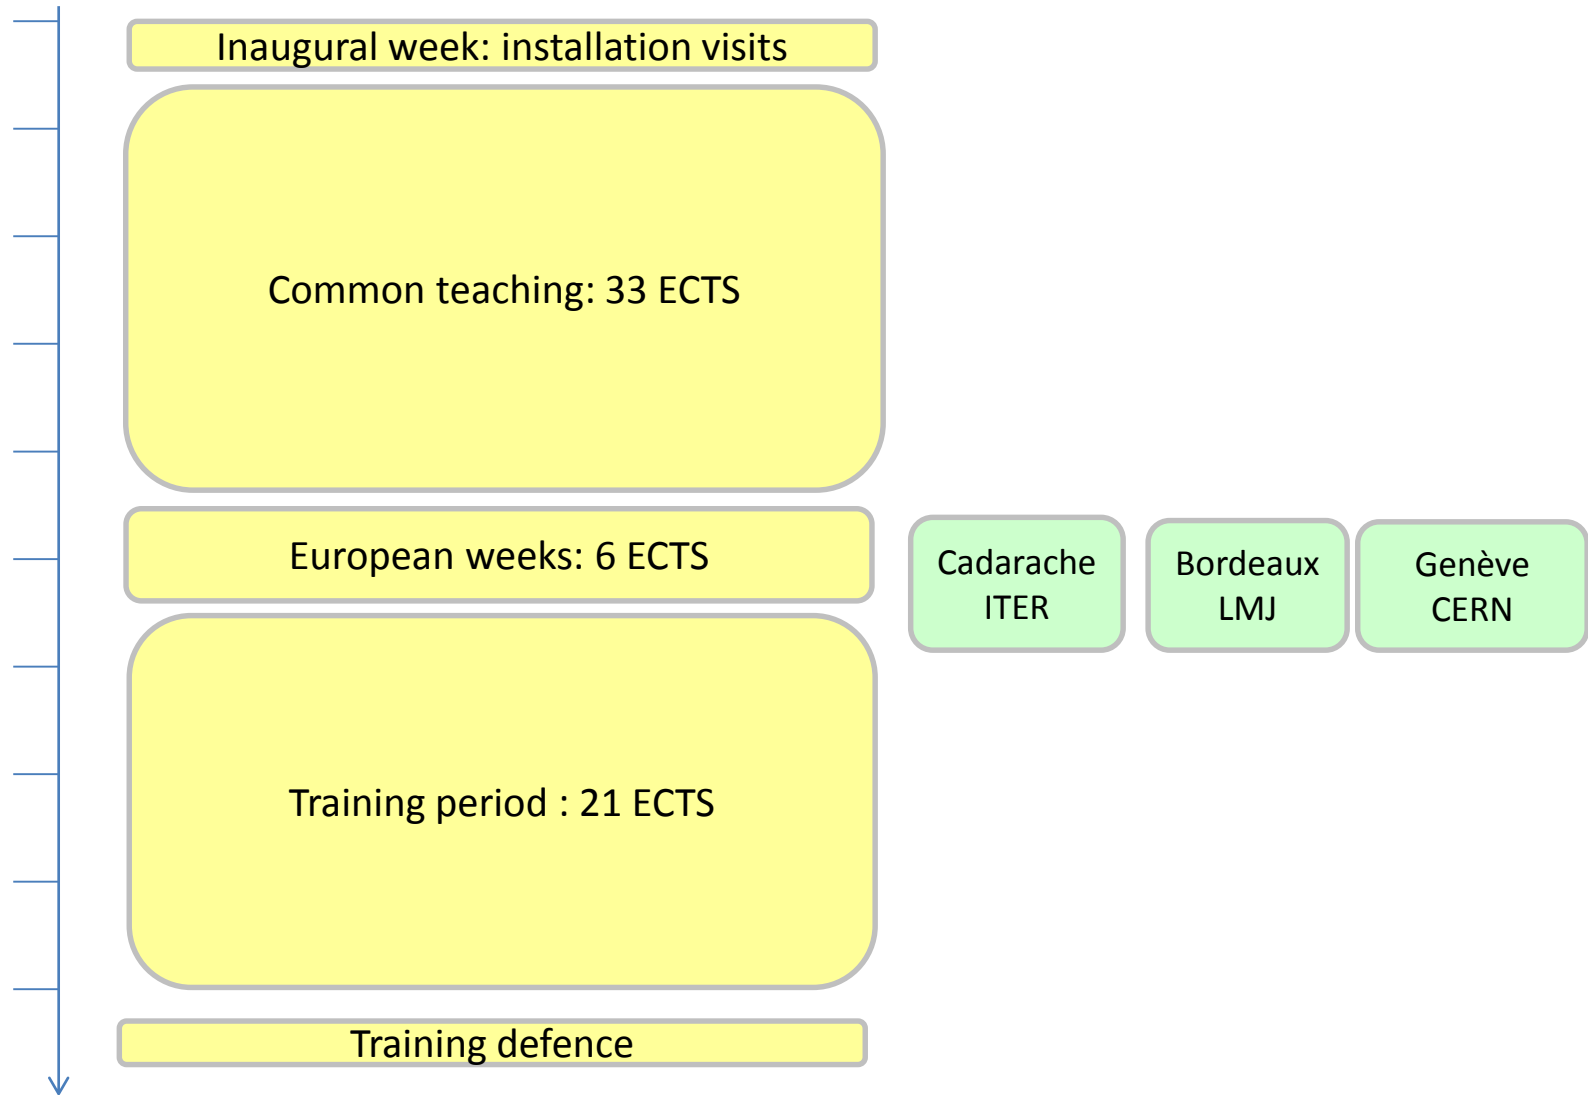 Inaugural week: installation visits
Common teaching: 33 ECTS
European weeks: 6 ECTS
Cadarache
ITER
Bordeaux
LMJ
Genève
CERN
Training period : 21 ECTS
Training defence